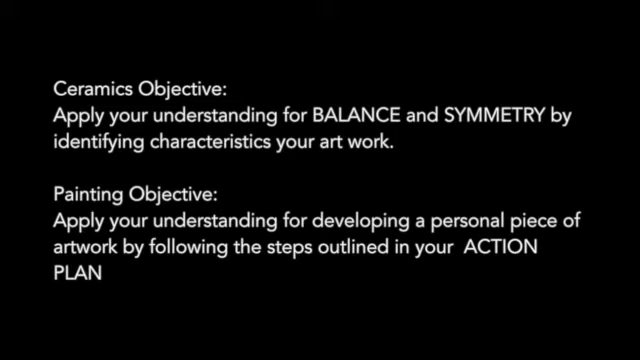 Ceramics Objective:
Apply your understanding for BALANCE and SYMMETRY by
identifying characteristics your art work.
Painting Objective:
Apply your understanding for developing a personal piece of
artwork by following the steps outlined in your ACTION
PLAN